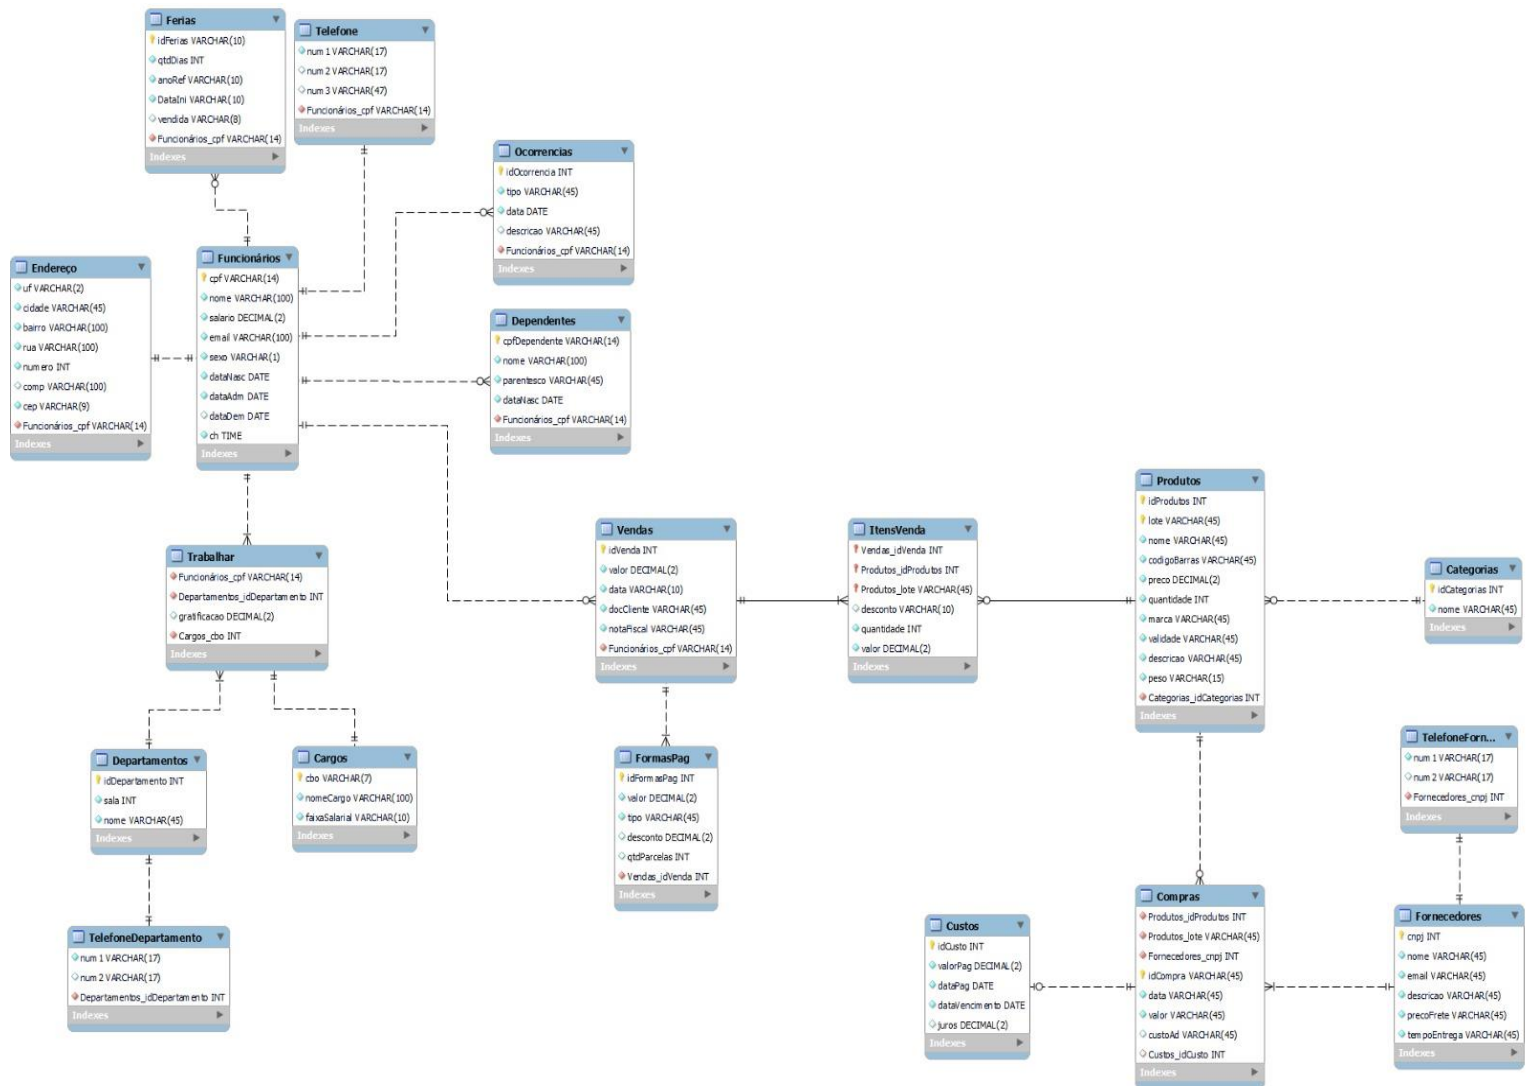 Ferias
idFerias VARCHAR(10)
qtdDias INT
anoRef VARCHAR(10)
DataIni VARCHAR(10)
vendida VARCHAR(8)
Funcionários_cpf VARCHAR(14)
Indexes
Telefone
num1 VARCHAR(17)
num2 VARCHAR(17)
num3 VARCHAR(47)
Funcionários_cpf VARCHAR(14)
Indexes
Ocorrencias
idOcorrencia INT
tipo VARCHAR(45)
data DATE
descricao VARCHAR(45)
Funcionários_cpf VARCHAR(14)
Indexes
Endereço
uf VARCHAR(2)
cidade VARCHAR(45)
bairro VARCHAR(100)
rua VARCHAR(100)
numero INT
comp VARCHAR(100)
cep VARCHAR(9)
Funcionários_cpf VARCHAR(14)
Indexes
Funcionários
cpf VARCHAR(14)
nome VARCHAR(100)
salario DECIMAL(2)
email VARCHAR(100)
sexo VARCHAR(1)
dataNasc DATE
dataAdm DATE
dataDem DATE
ch TIME
Indexes
Dependentes
cpfDependente VARCHAR(14)
nome VARCHAR(100)
parentesco VARCHAR(45)
dataNasc DATE
Funcionários_cpf VARCHAR(14)
Indexes
Trabalhar
Funcionários_cpf VARCHAR(14)
Departamentos_idDepartamento INT
gratificacao DECIMAL(2)
Cargos_cbo INT
Indexes
Vendas
idVenda INT
valor DECIMAL(2)
data VARCHAR(10)
docCliente VARCHAR(45)
notaFiscal VARCHAR(45)
Funcionários_cpf VARCHAR(14)
Indexes
ItensVenda
Vendas_idVenda INT
Produtos_idProdutos INT
Produtos_lote VARCHAR(45)
desconto VARCHAR(10)
quantidade INT
valor DECIMAL(2)
Indexes
Produtos
idProdutos INT
lote VARCHAR(45)
nome VARCHAR(45)
codigoBarras VARCHAR(45)
preco DECIMAL(2)
quantidade INT
marca VARCHAR(45)
validade VARCHAR(45)
descricao VARCHAR(45)
peso VARCHAR(15)
Categorias_idCategorias INT
Indexes
Categorias
idCategorias INT
nome VARCHAR(45)
Indexes
Departamentos
idDepartamento INT
sala INT
nome VARCHAR(45)
Indexes
Cargos
cbo VARCHAR(7)
nomeCargo VARCHAR(100)
faixaSalarial VARCHAR(10)
Indexes
FormasPag
idFormasPag INT
valor DECIMAL(2)
tipo VARCHAR(45)
desconto DECIMAL(2)
qtdParcelas INT
Vendas_idVenda INT
Indexes
TelefoneForn...
num1 VARCHAR(17)
num2 VARCHAR(17)
Fornecedores_cnpj INT
Indexes
TelefoneDepartamento
num1 VARCHAR(17)
num2 VARCHAR(17)
Departamentos_idDepartamento INT
Indexes
Custos
idCusto INT
valorPag DECIMAL(2)
dataPag DATE
dataVencimento DATE
juros DECIMAL(2)
Indexes
Compras
Produtos_idProdutos INT
Produtos_lote VARCHAR(45)
Fornecedores_cnpj INT
idCompra VARCHAR(45)
data VARCHAR(45)
valor VARCHAR(45)
custoAd VARCHAR(45)
Custos_idCusto INT
Indexes
Fornecedores
cnpj INT
nome VARCHAR(45)
email VARCHAR(45)
descricao VARCHAR(45)
precoFrete VARCHAR(45)
tempoEntrega VARCHAR(45)
Indexes